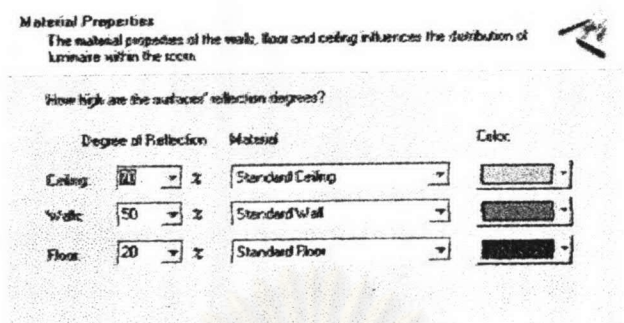 Material Properties
The material properties of the walls, floor and ceiling influences the distribution of
luminaire within the room
How high are the surfaces' reflection degrees?
Degree of Reflection Material Color:
Ceiling: % Standard Ceiling
Walls: 50 % Standard Wall
Floor: 20 % Standard Floor